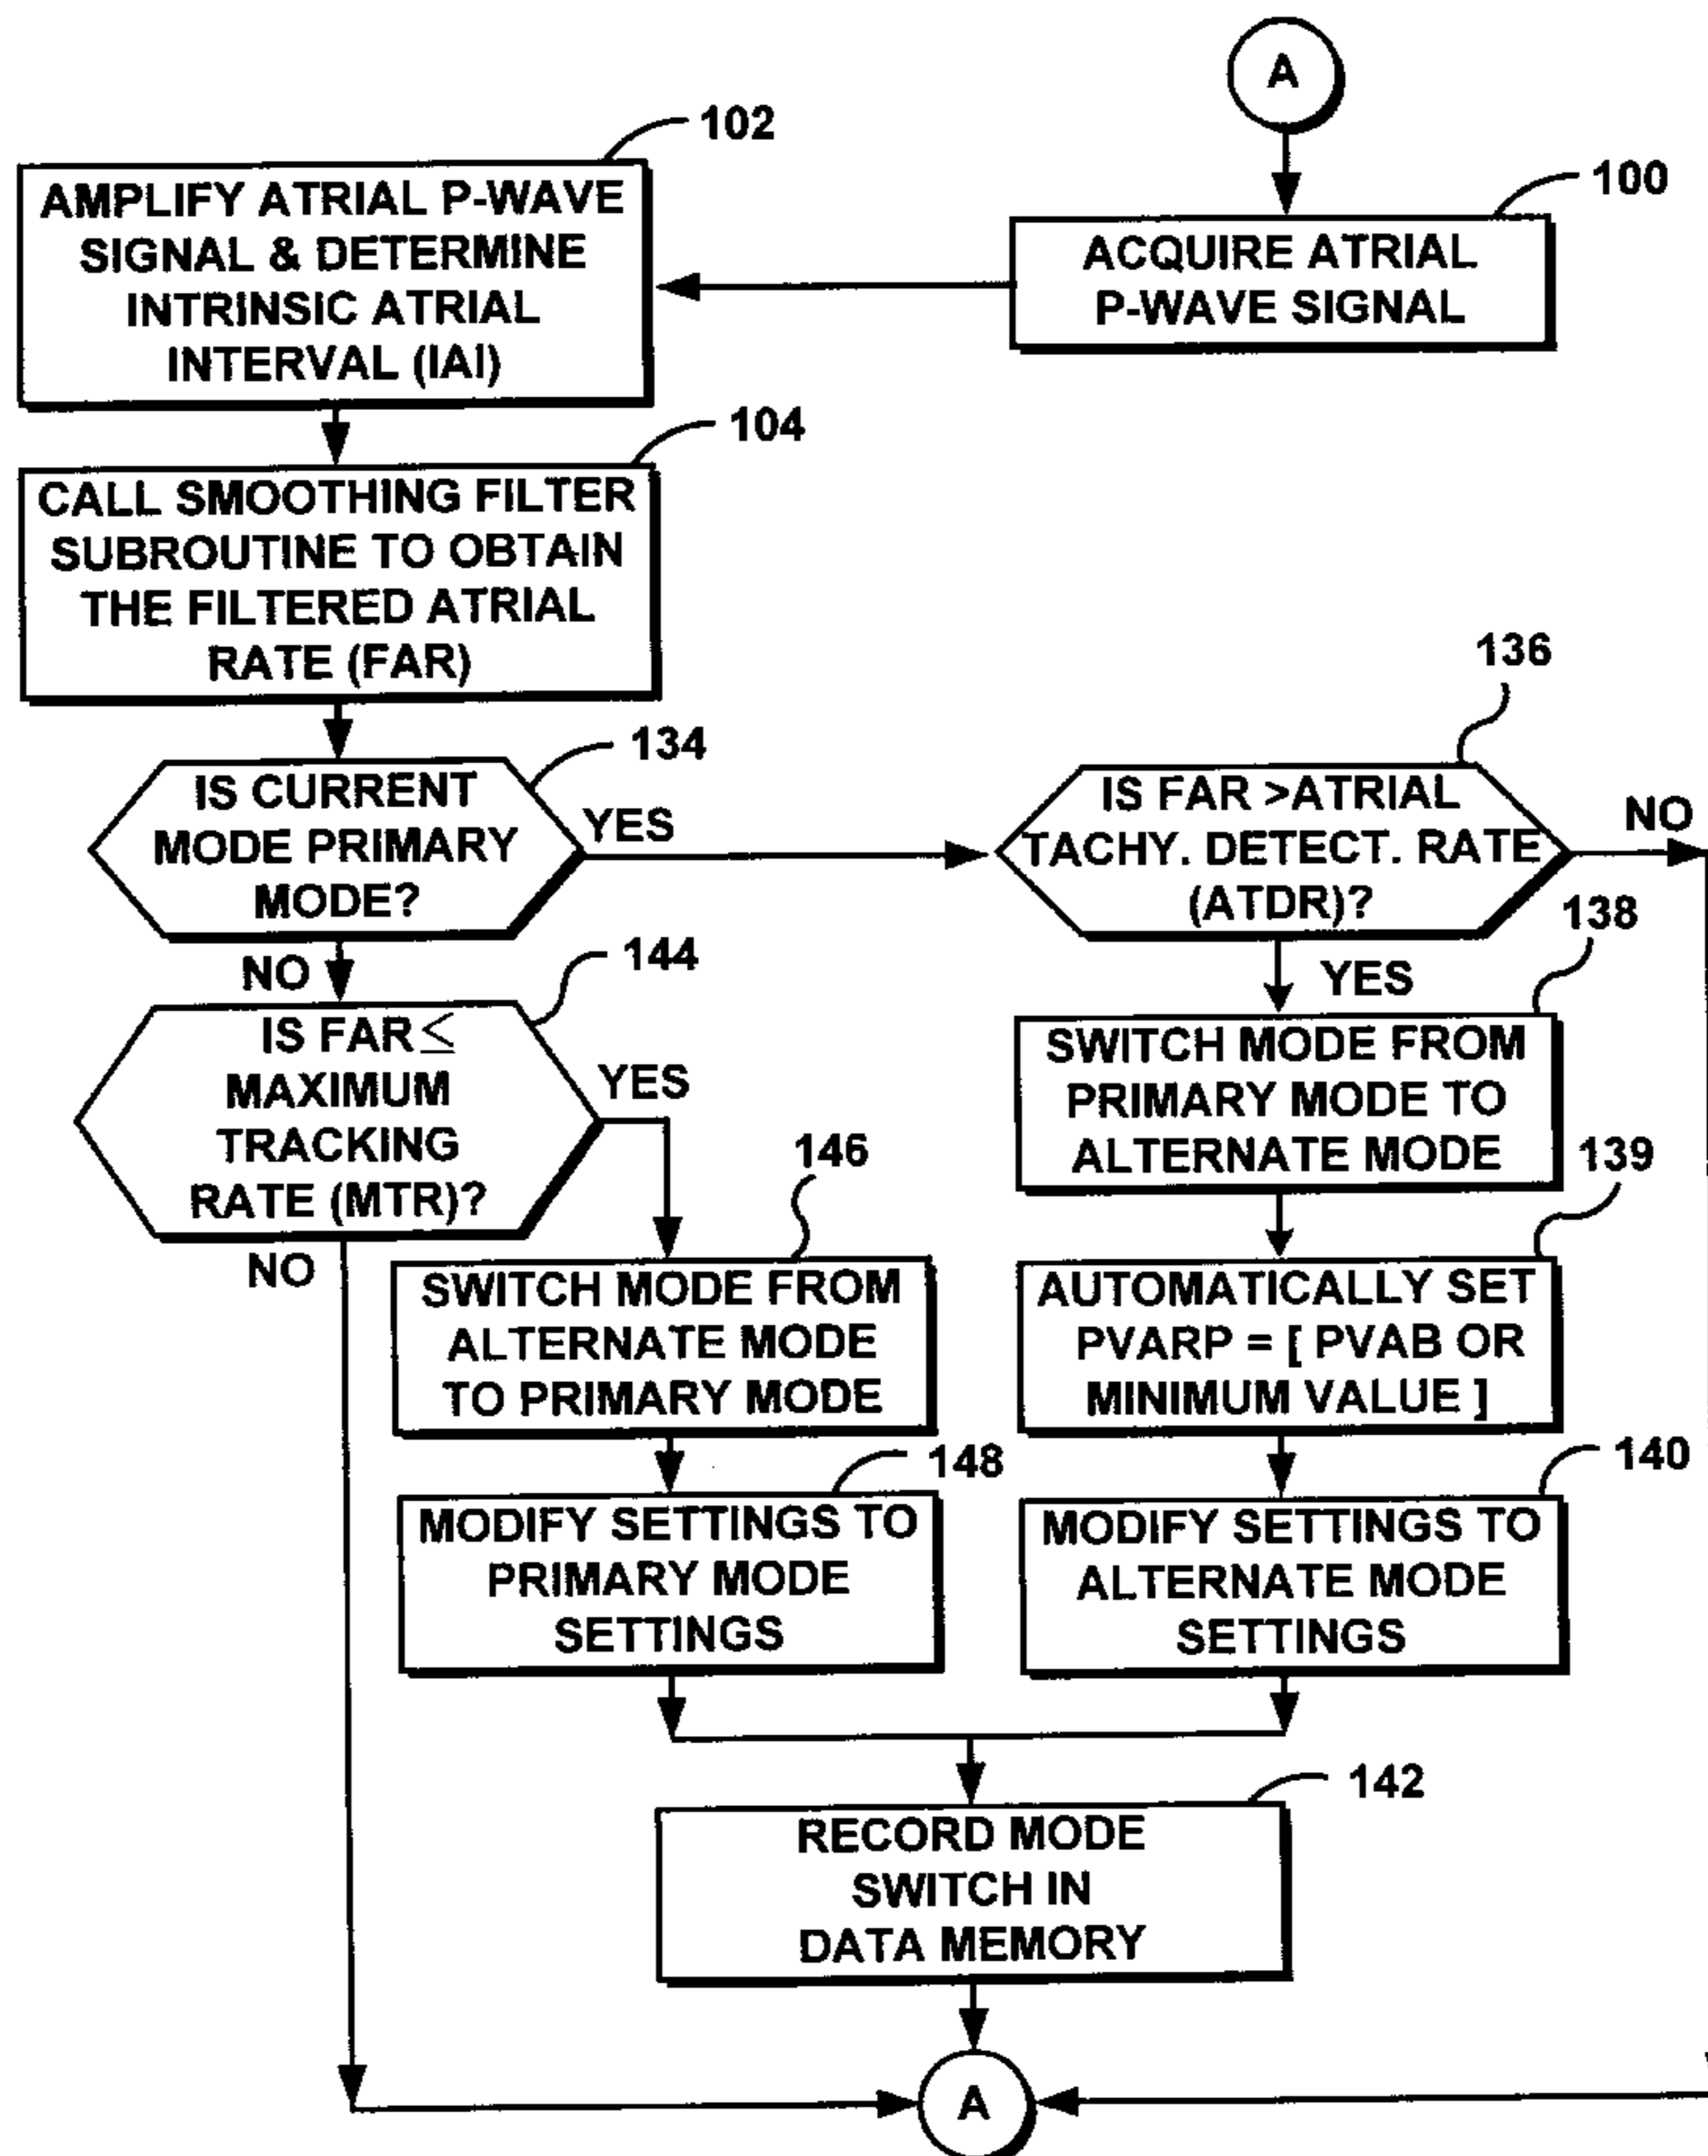 A
100
ACQUIRE ATRIAL
P-WAVE SIGNAL
102
AMPLIFY ATRIAL P-WAVE
SIGNAL & DETERMINE
INTRINSIC ATRIAL
INTERVAL (IAI)
104
CALL SMOOTHING FILTER
SUBROUTINE TO OBTAIN
THE FILTERED ATRIAL
RATE (FAR)
134
IS CURRENT
MODE PRIMARY
MODE?
YES
NO
136
IS FAR >ATRIAL
TACHY. DETECT. RATE
(ATDR)?
NO
YES
138
SWITCH MODE FROM
PRIMARY MODE TO
ALTERNATE MODE
139
AUTOMATICALLY SET
PVARP = [ PVAB OR
MINIMUM VALUE ]
140
MODIFY SETTINGS TO
ALTERNATE MODE
SETTINGS
144
IS FAR ≤
MAXIMUM
TRACKING
RATE (MTR)?
YES
NO
146
SWITCH MODE FROM
ALTERNATE MODE
TO PRIMARY MODE
148
MODIFY SETTINGS TO
PRIMARY MODE
SETTINGS
142
RECORD MODE
SWITCH IN
DATA MEMORY
A